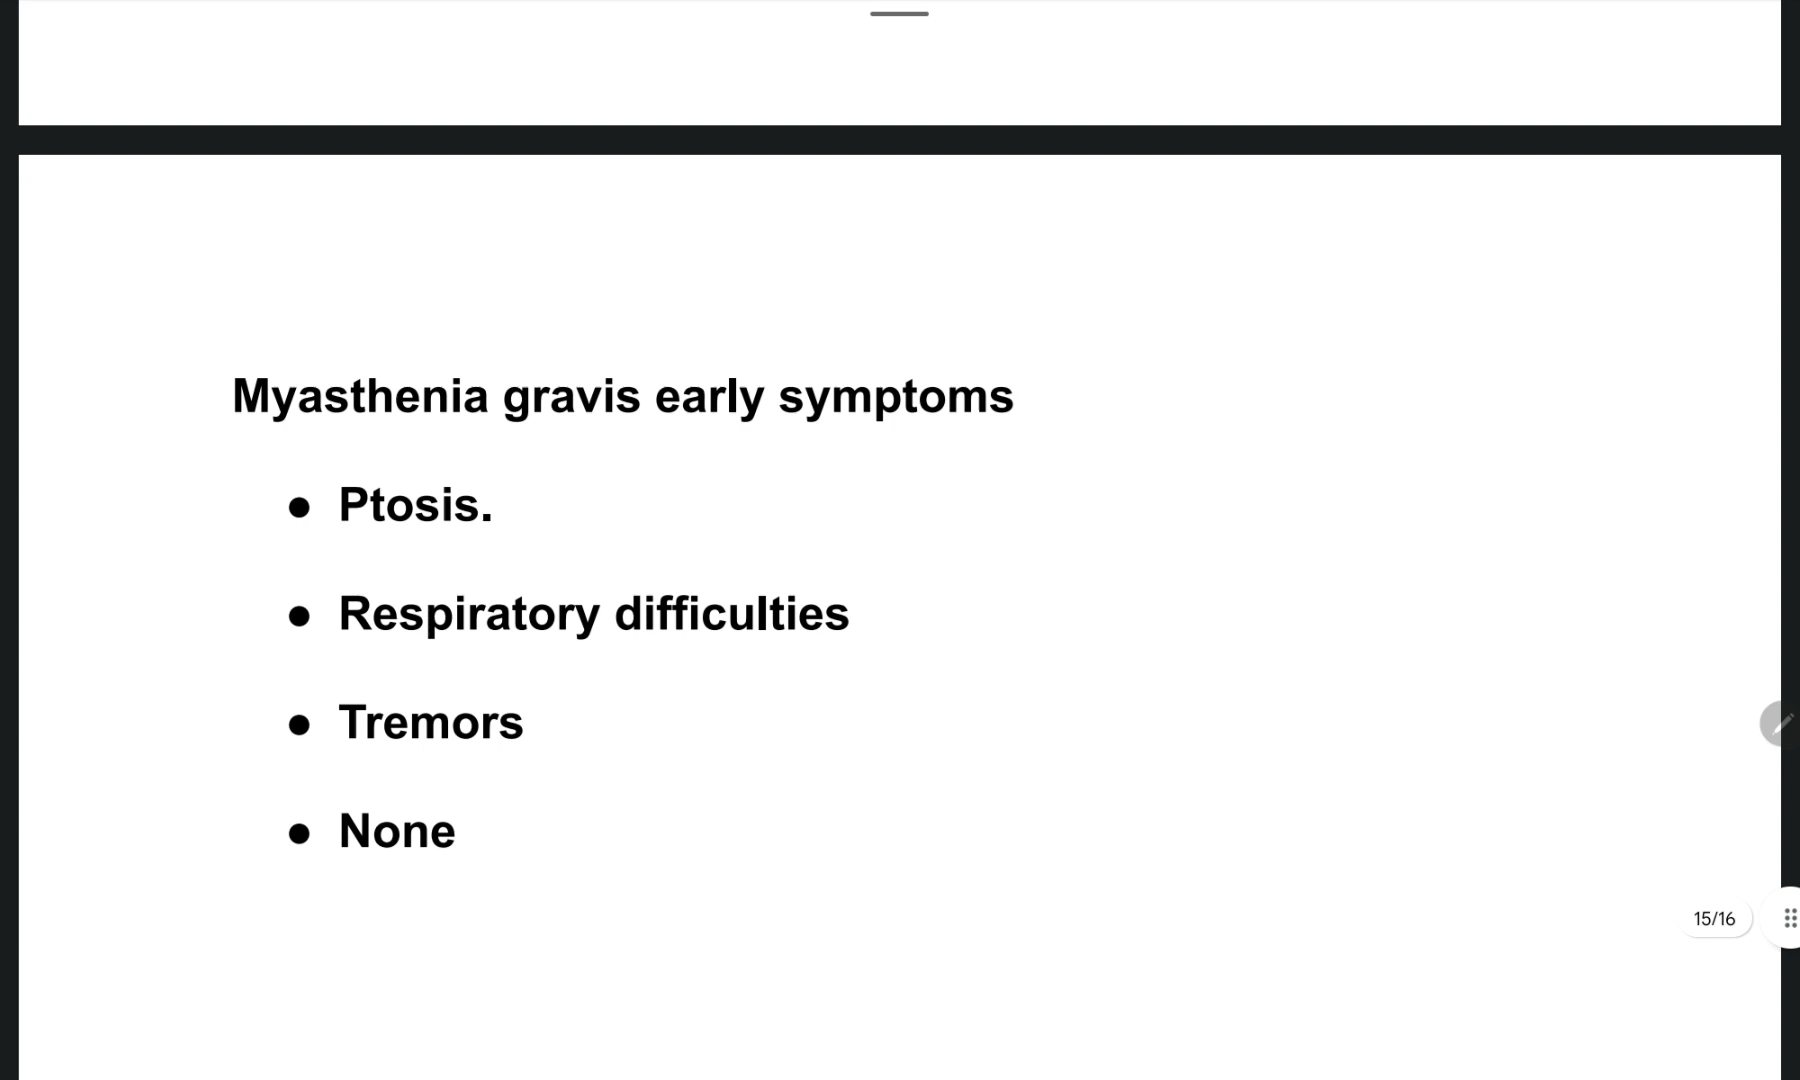 Myasthenia gravis early symptoms
● Ptosis.
● Respiratory difficulties
● Tremors
● None
15/16